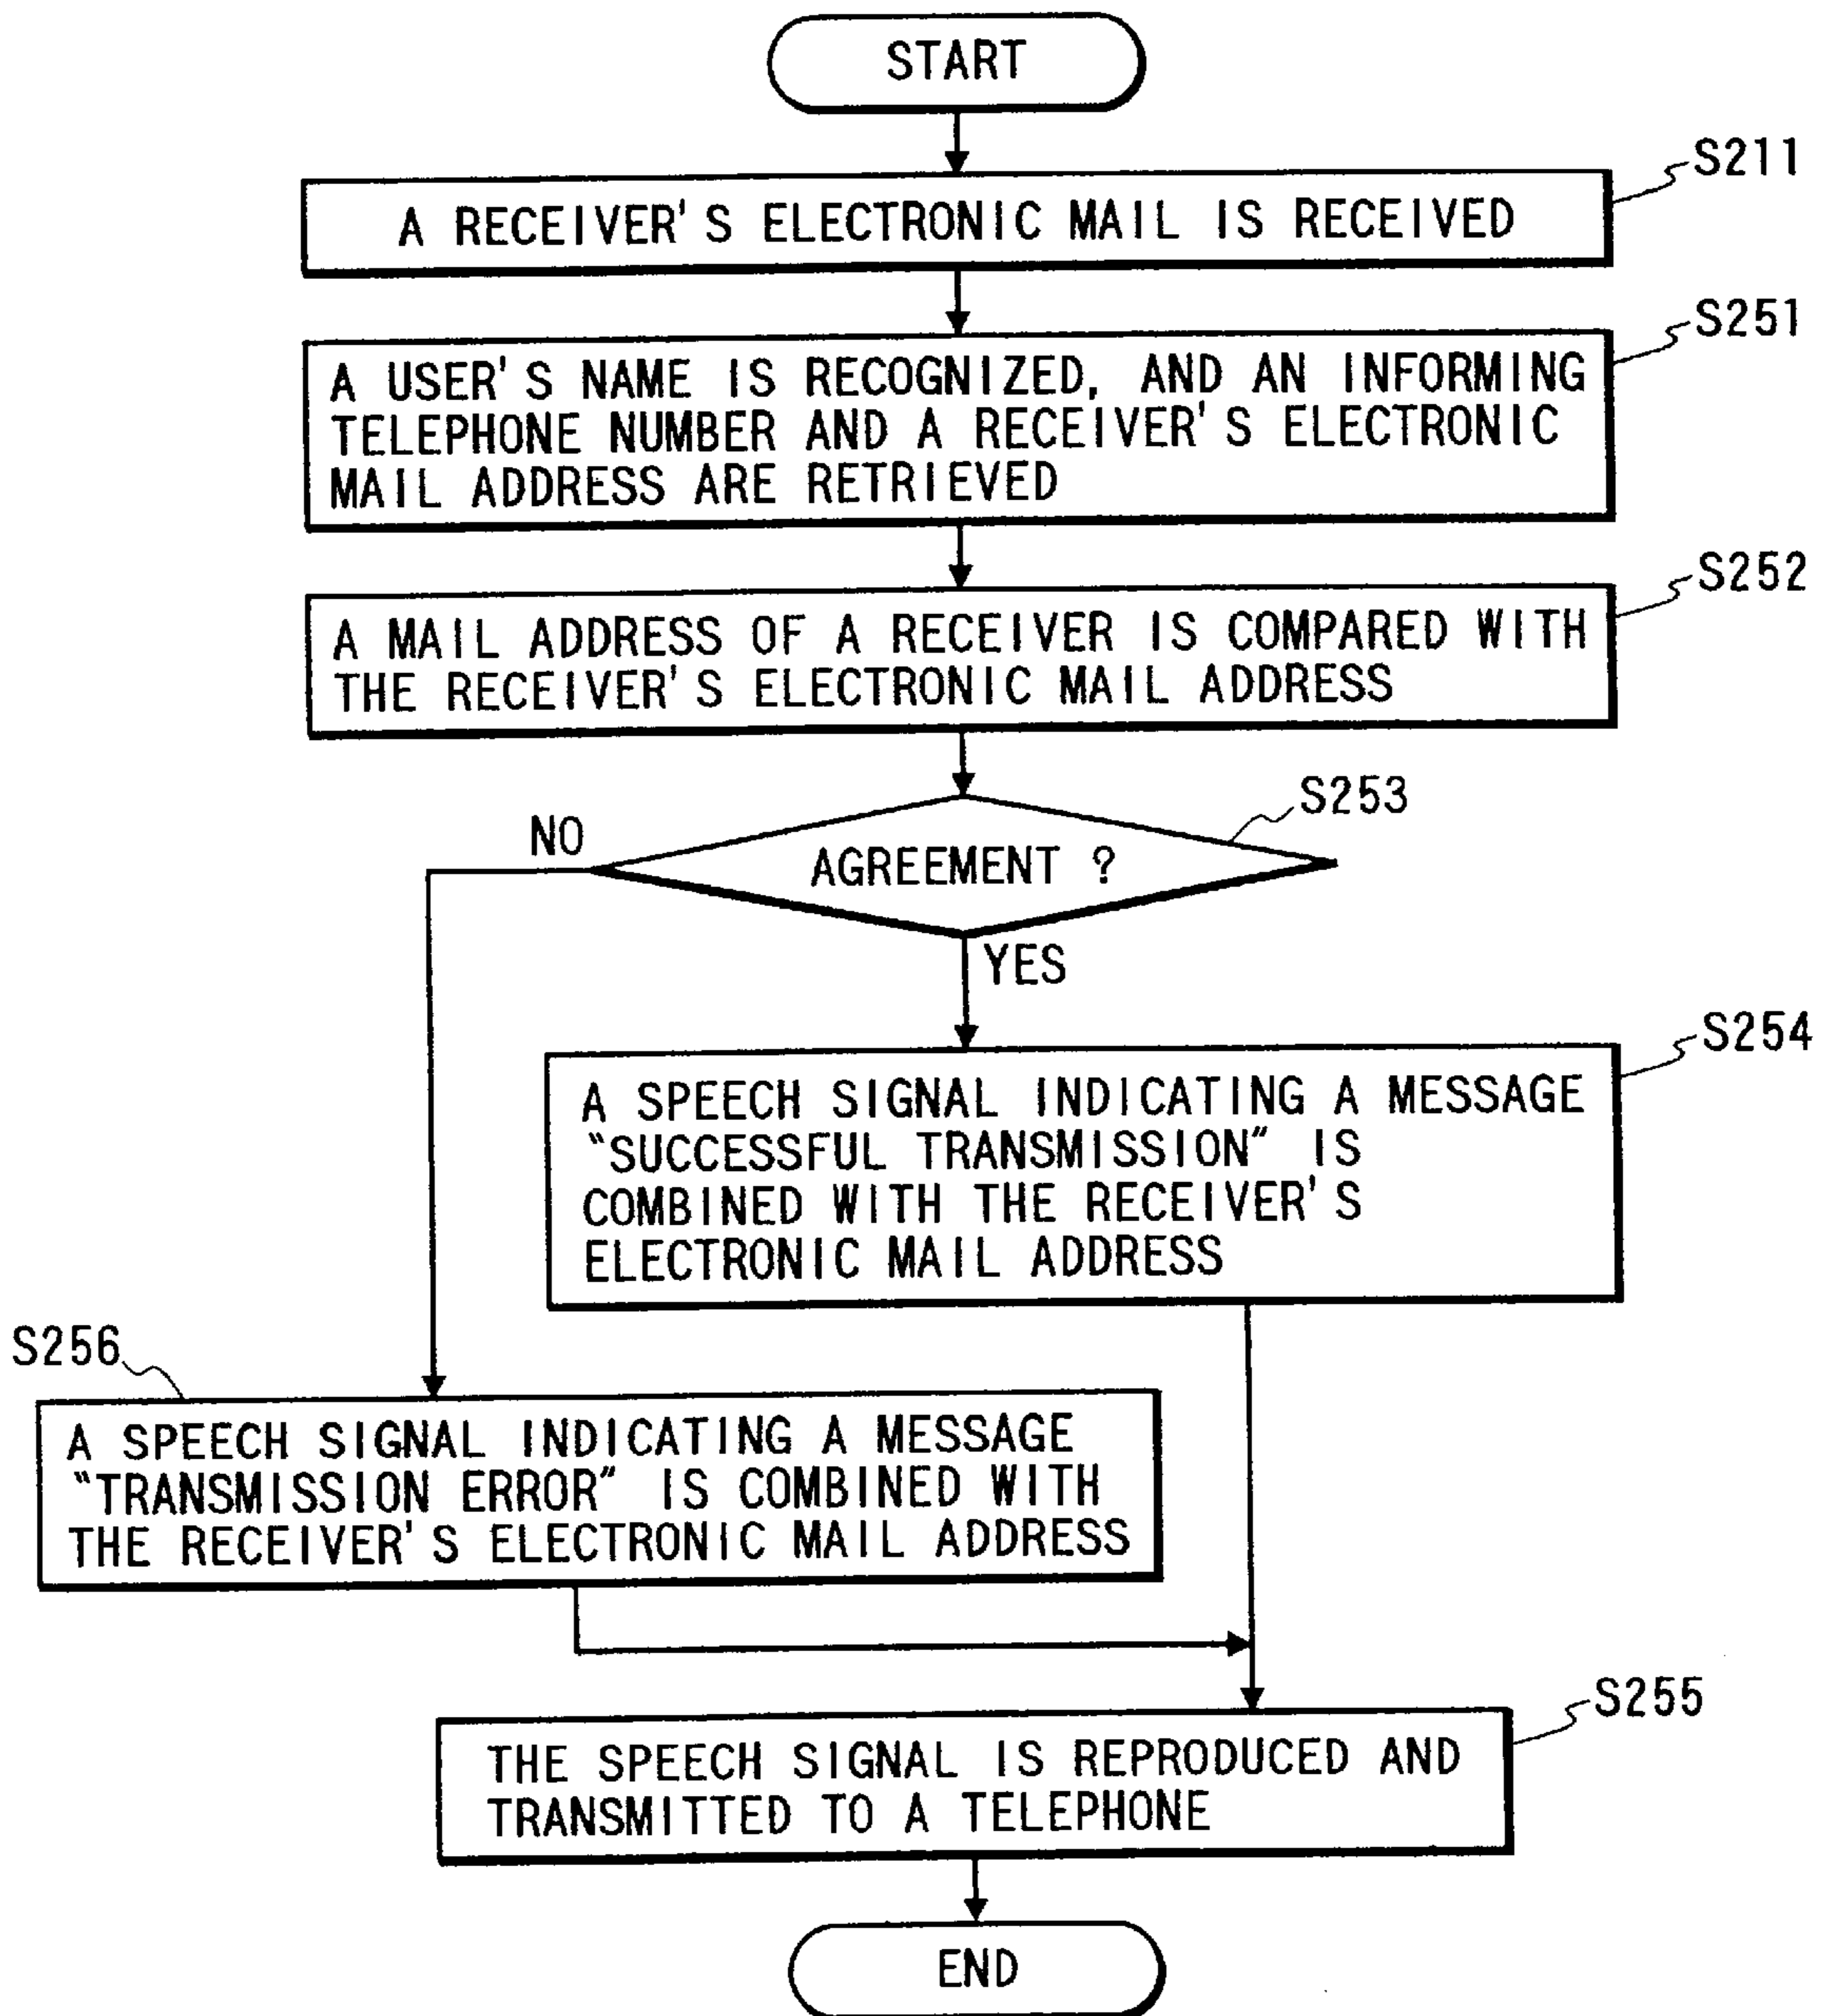 START
S211
A RECEIVER'S ELECTRONIC MAIL IS RECEIVED
S251
A USER'S NAME IS RECOGNIZED, AND AN INFORMING
TELEPHONE NUMBER AND A RECEIVER'S ELECTRONIC
MAIL ADDRESS ARE RETRIEVED
S252
A MAIL ADDRESS OF A RECEIVER IS COMPARED WITH
THE RECEIVER'S ELECTRONIC MAIL ADDRESS
S253
NO
AGREEMENT ?
YES
S254
A SPEECH SIGNAL INDICATING A MESSAGE
"SUCCESSFUL TRANSMISSION" IS
COMBINED WITH THE RECEIVER'S
ELECTRONIC MAIL ADDRESS
S256
A SPEECH SIGNAL INDICATING A MESSAGE
"TRANSMISSION ERROR" IS COMBINED WITH
THE RECEIVER'S ELECTRONIC MAIL ADDRESS
S255
THE SPEECH SIGNAL IS REPRODUCED AND
TRANSMITTED TO A TELEPHONE
END